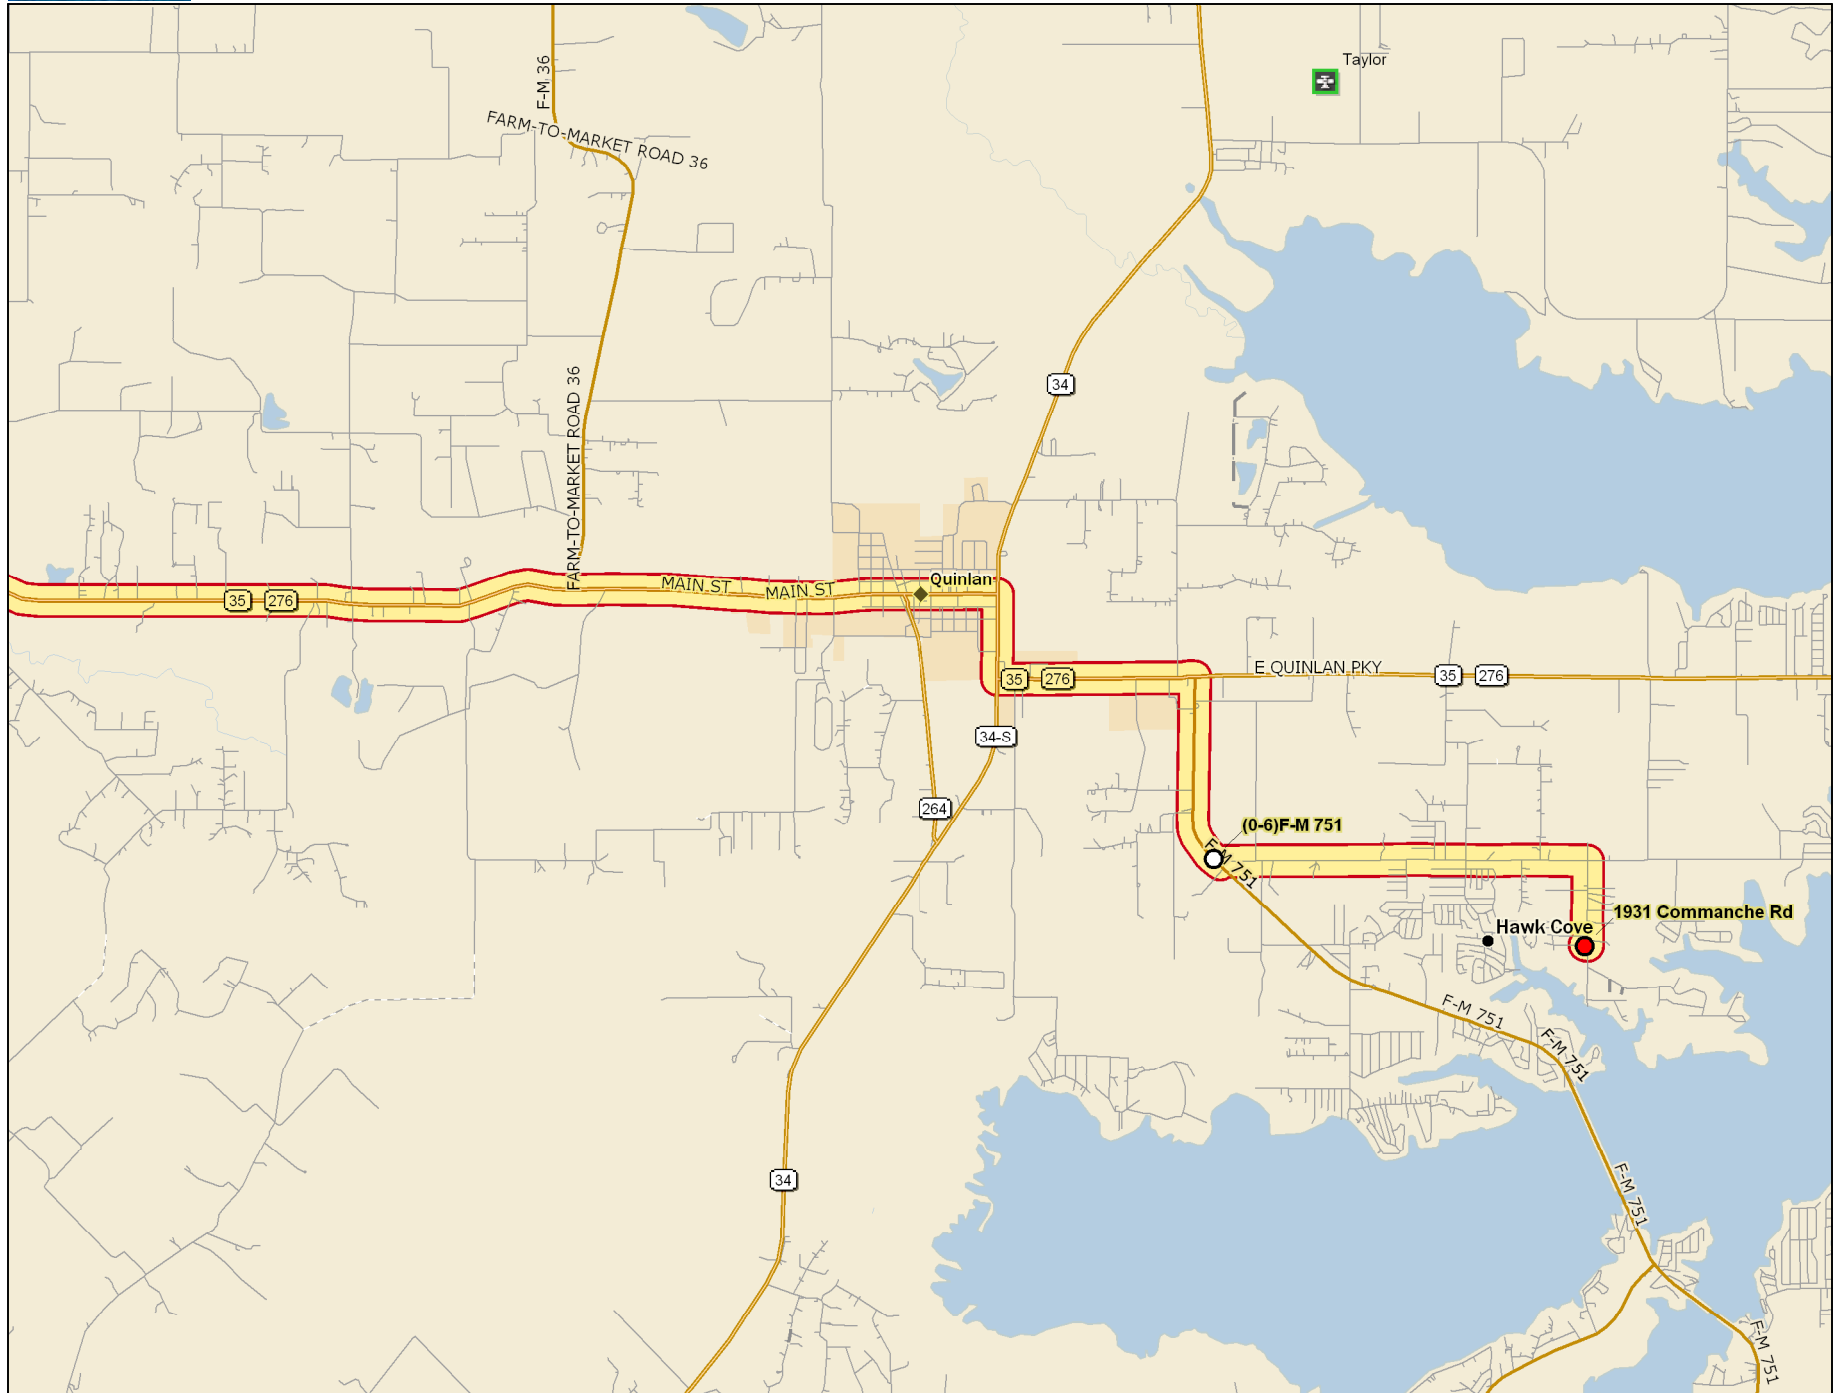 Taylor
F-M 36
FARM-TO-MARKET ROAD 36
34
FARM-TO-MARKET ROAD 36
Quinlan
MAIN ST
MAIN ST
35
276
E QUINLAN PKY
35
276
35
276
34-S
264
(0-6)F-M 751
F-M 751
1931 Commanche Rd
Hawk Cove
F-M 751
F-M 751
34
F-M 751
F-M 751